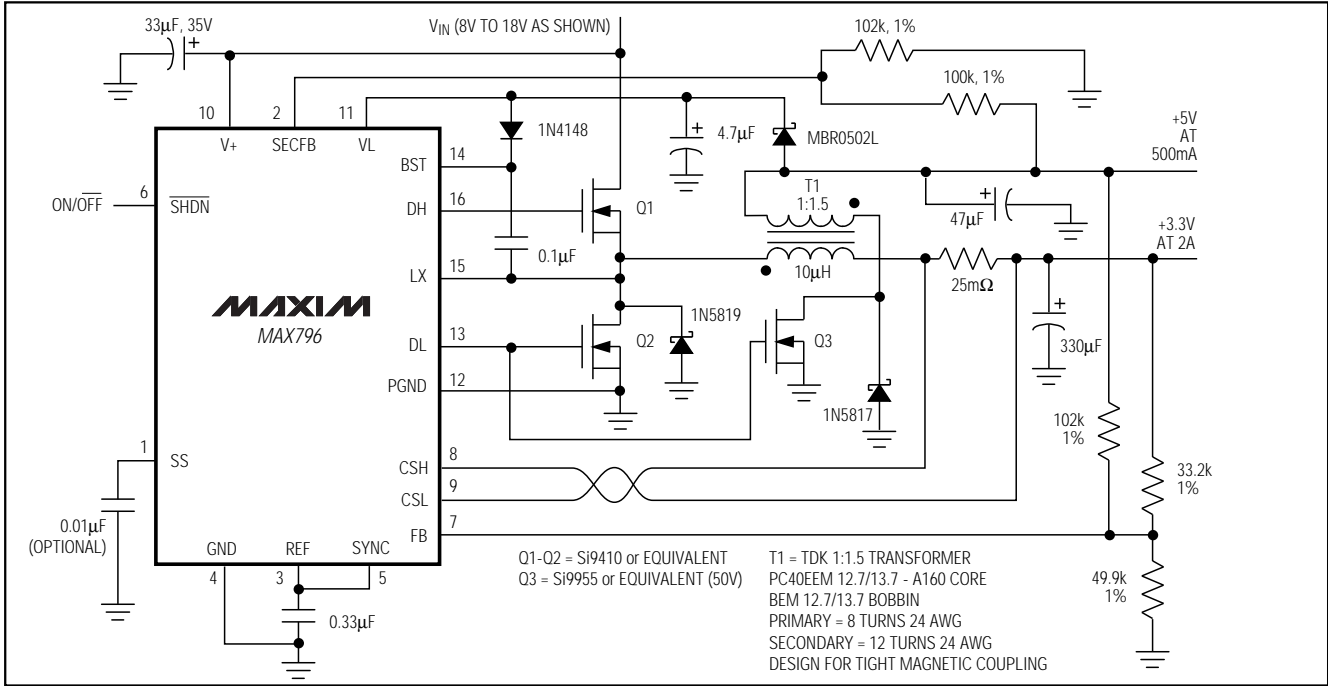 33μF, 35V
+
VIN (8V TO 18V AS SHOWN)
102k, 1%
100k, 1%
10
2
11
V+
SECFB
VL
1N4148
+
4.7μF
MBR0502L
+5V
AT
500mA
BST
14
6
ON/OFF
SHDN
DH
16
Q1
T1
1:1.5
+
47μF
+3.3V
AT 2A
0.1μF
LX
15
10μH
25mΩ
MAXIM
MAX796
1N5819
+
330μF
DL
13
Q2
Q3
PGND
12
1N5817
102k
1%
1
SS
CSH
8
CSL
9
33.2k
1%
0.01μF
(OPTIONAL)
FB
7
GND
REF
SYNC
4
3
5
0.33μF
49.9k
1%
Q1-Q2 = Si9410 or EQUIVALENT
Q3 = Si9955 or EQUIVALENT (50V)
T1 = TDK 1:1.5 TRANSFORMER
PC40EEM 12.7/13.7 - A160 CORE
BEM 12.7/13.7 BOBBIN
PRIMARY = 8 TURNS 24 AWG
SECONDARY = 12 TURNS 24 AWG
DESIGN FOR TIGHT MAGNETIC COUPLING